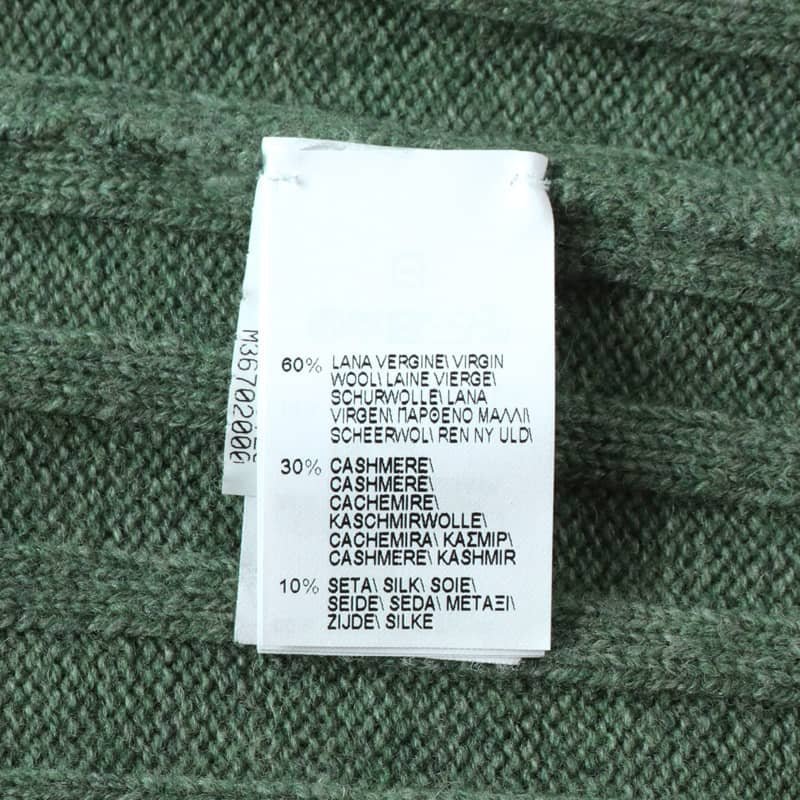 60% LANA VERGINE\ VIRGIN
WOOL\ LAINE VIERGE\
SCHURWOLLE\ LANA
VIRGEN\ ΠΑΡΘΕΝΟ ΜΑΛΛΙ\
SCHEERWOL\ REN NY ULD\
30% CASHMERE\
CASHMERE\
CACHEMIRE\
KASCHMIRWOLLE\
CACHEMIRA\ ΚΑΣΜΙΡ\
CASHMERE\ KASHMIR
10% SETA\ SILK\ SOIE\
SEIDE\ SEDA\ ΜΕΤΑΞΙ\
ZIJDE\ SILKE
M36702000